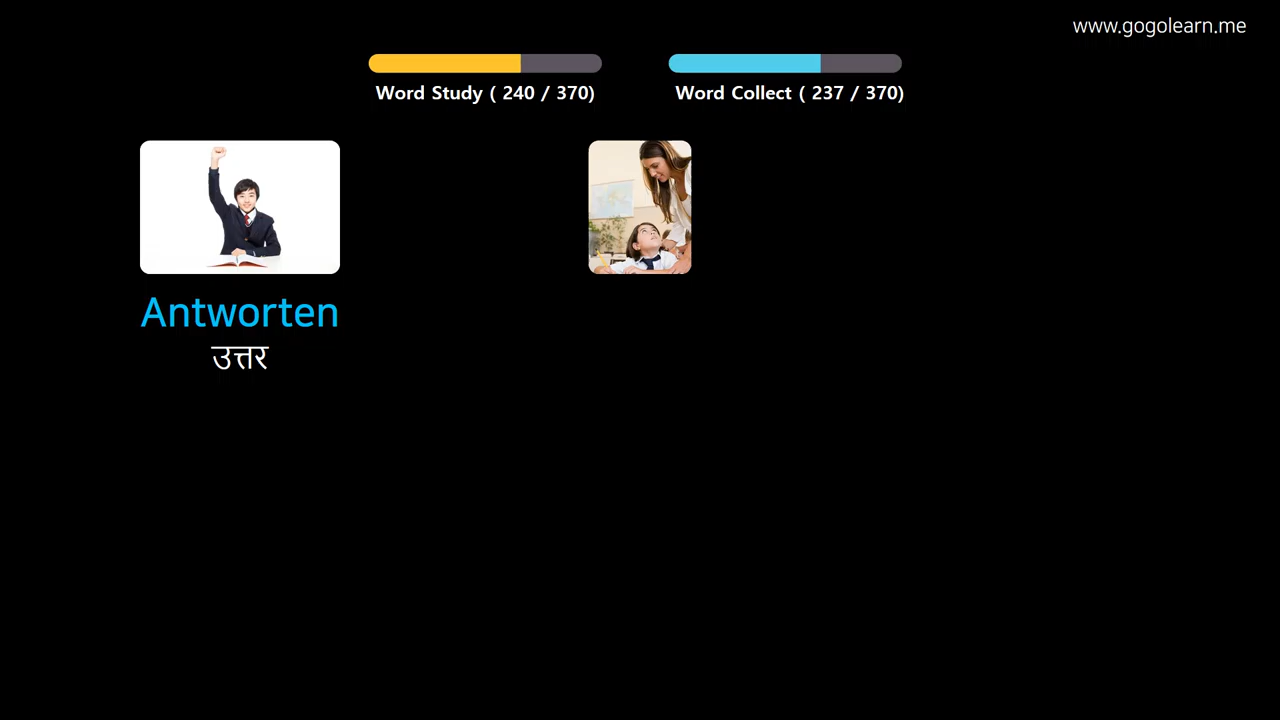 www.gogolearn.me
Word Study ( 240 / 370)
Word Collect ( 237 / 370)
Antworten
उत्तर